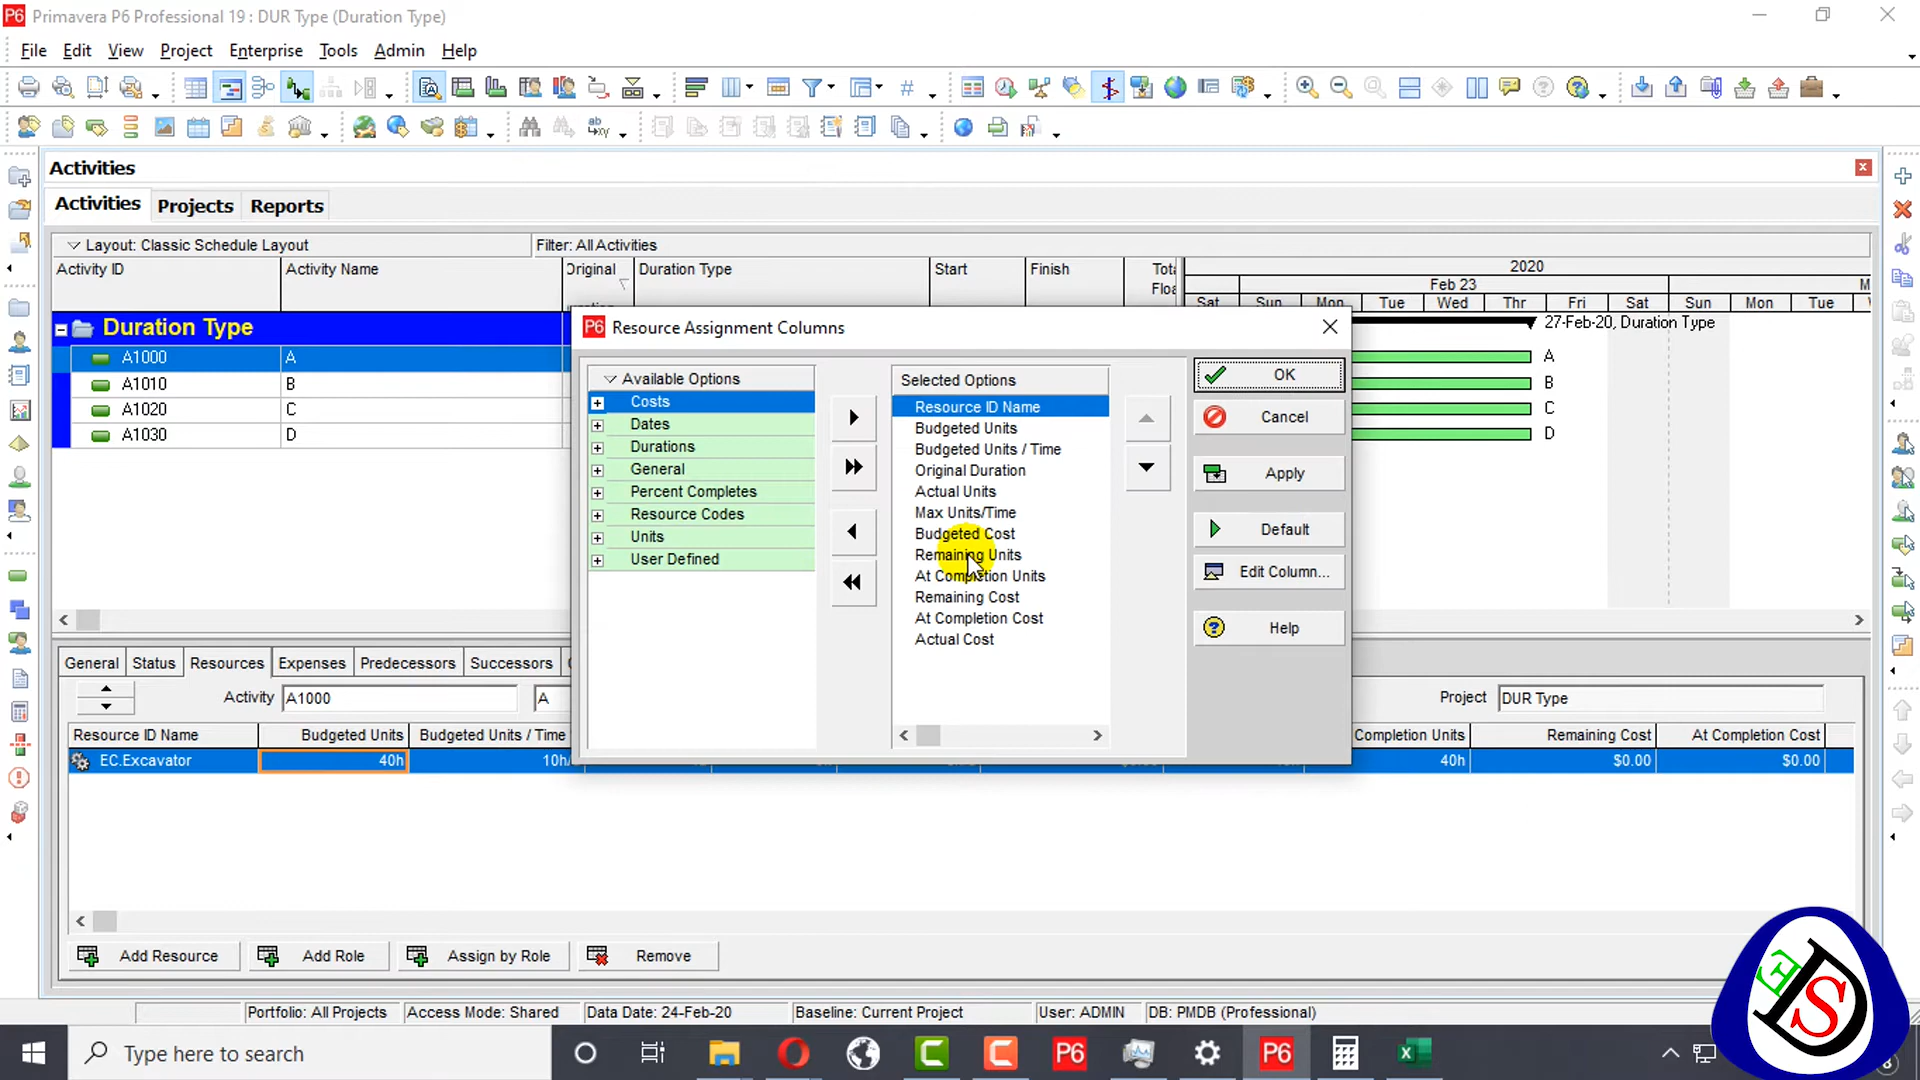 Primavera P6 Professional 19 : DUR Type (Duration Type)
File Edit View Project Enterprise Tools Admin Help
Activities
Activities Projects Reports
Layout: Classic Schedule Layout Filter: All Activities
Activity ID Activity Name Original Duration Type Start Finish
2020
Feb 23
Sat Sun Mon Tue Wed Thr Fri Sat Sun Mon Tue
Duration Type
27-Feb-20, Duration Type
A1000 A A
A1010 B B
A1020 C C
A1030 D D
P6 Resource Assignment Columns
Available Options
Costs
Dates
Durations
General
Percent Completes
Resource Codes
Units
User Defined
Selected Options
Resource ID Name
Budgeted Units
Budgeted Units / Time
Original Duration
Actual Units
Max Units/Time
Budgeted Cost
Remaining Units
At Completion Units
Remaining Cost
At Completion Cost
Actual Cost
OK
Cancel
Apply
Default
Edit Column...
Help
General Status Resources Expenses Predecessors Successors
Activity A1000 A Project DUR Type
Resource ID Name Budgeted Units Budgeted Units / Time Completion Units Remaining Cost At Completion Cost
EC.Excavator 40h 10h/ 40h $0.00 $0.00
Add Resource Add Role Assign by Role Remove
Portfolio: All Projects Access Mode: Shared Data Date: 24-Feb-20 Baseline: Current Project User: ADMIN DB: PMDB (Professional)
Type here to search
P6 P6